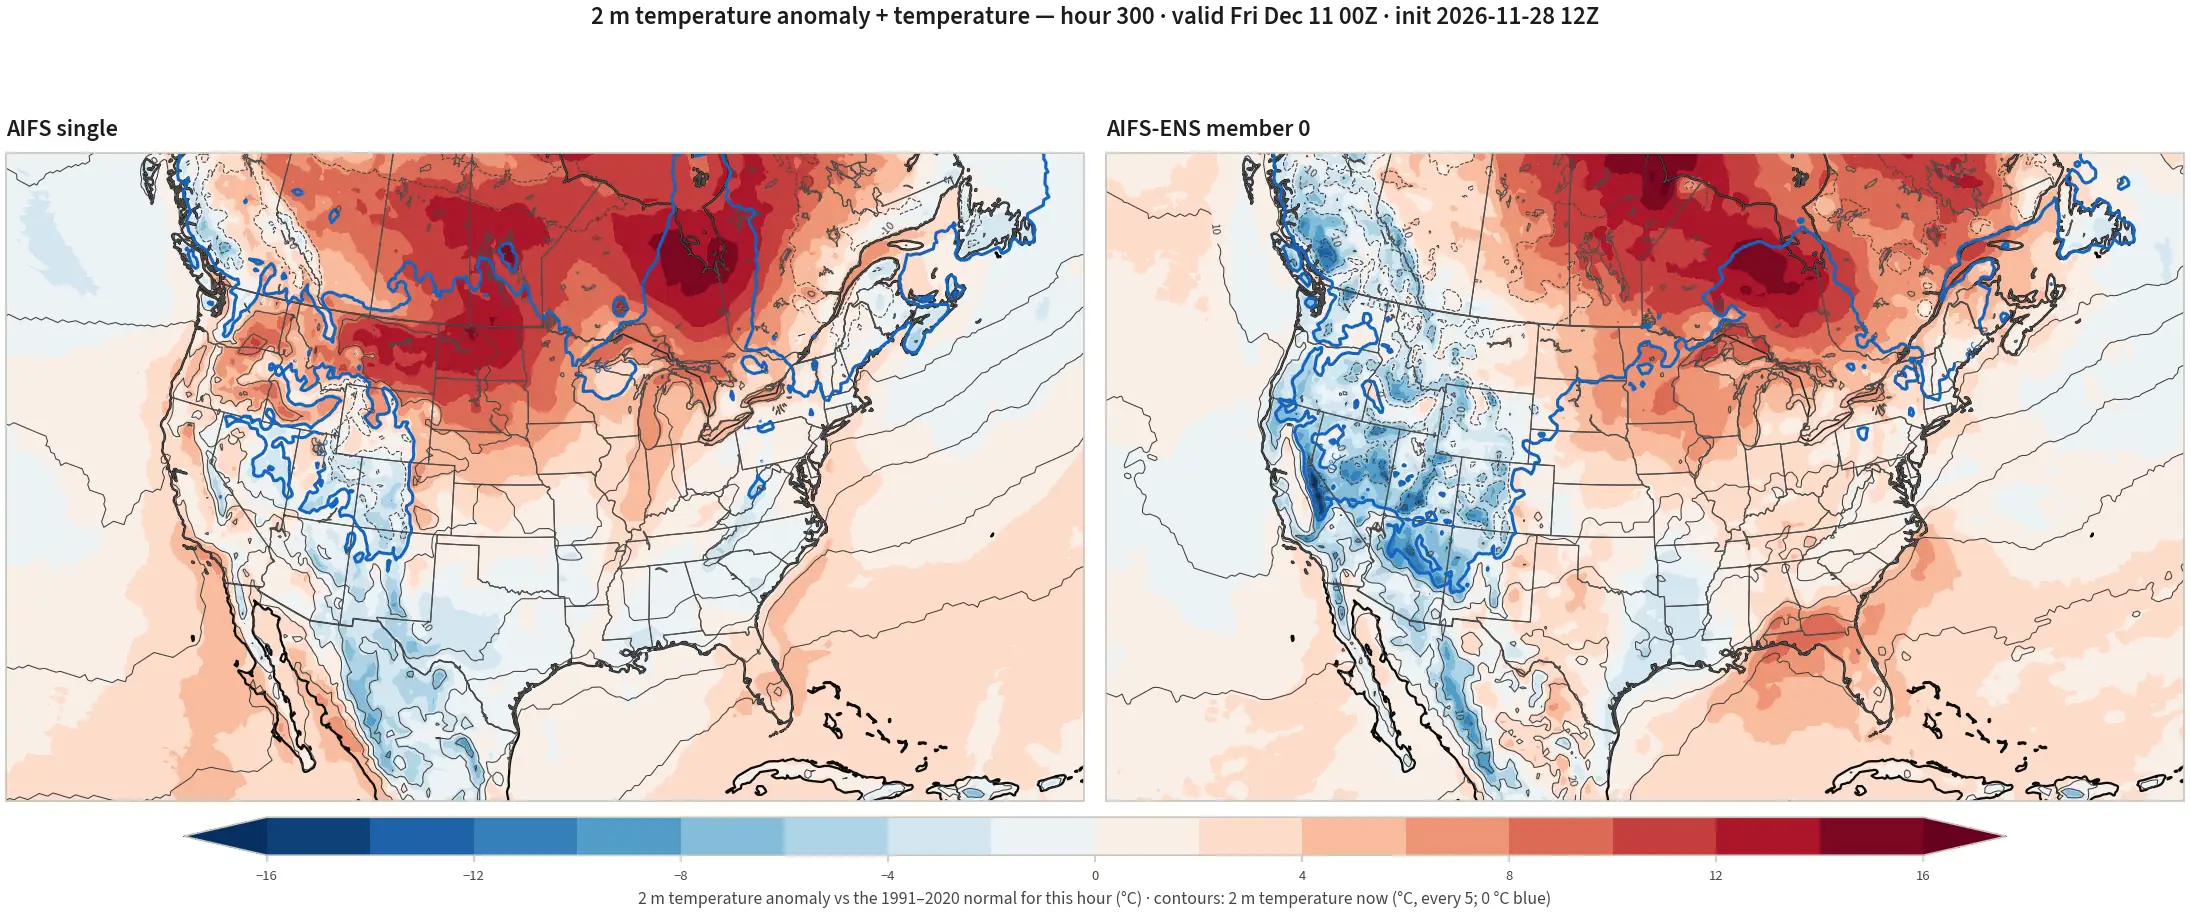 2 m temperature anomaly + temperature — hour 300 · valid Fri Dec 11 00Z · init 2026-11-28 12Z
AIFS single
AIFS-ENS member 0
−16 −12 −8 −4 0 4 8 12 16
2 m temperature anomaly vs the 1991–2020 normal for this hour (°C) · contours: 2 m temperature now (°C, every 5; 0 °C blue)